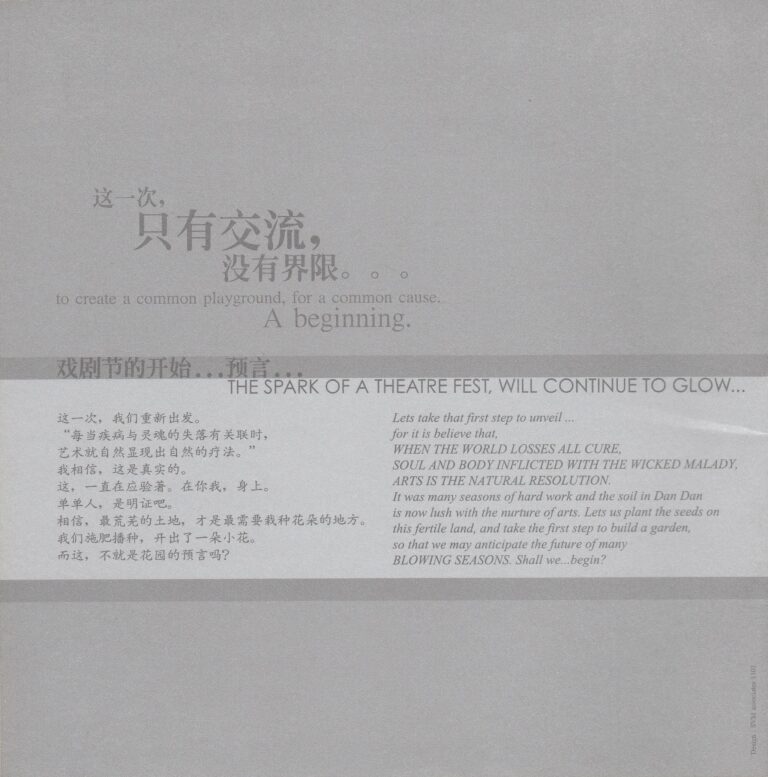 这一次，
只有交流，
没有界限。。。
to create a common playground, for a common cause.
A beginning.
戏剧节的开始...预言...
THE SPARK OF A THEATRE FEST, WILL CONTINUE TO GLOW...
这一次，我们重新出发。
“每当疾病与灵魂的失落有关联时，
艺术就自然显现出自然的疗法。”
我相信，这是真实的。
这，一直在应验著。在你我，身上。
单单人，是明证吧。
相信，最荒芜的土地，才是最需要栽种花朵的地方。
我们施肥播种，开出了一朵小花。
而这，不就是花园的预言吗？
Lets take that first step to unveil ...
for it is believe that,
WHEN THE WORLD LOSSES ALL CURE,
SOUL AND BODY INFLICTED WITH THE WICKED MALADY,
ARTS IS THE NATURAL RESOLUTION.
It was many seasons of hard work and the soil in Dan Dan
is now lush with the nurture of arts. Lets us plant the seeds on
this fertile land, and take the first step to build a garden,
so that we may anticipate the future of many
BLOWING SEASONS. Shall we...begin?